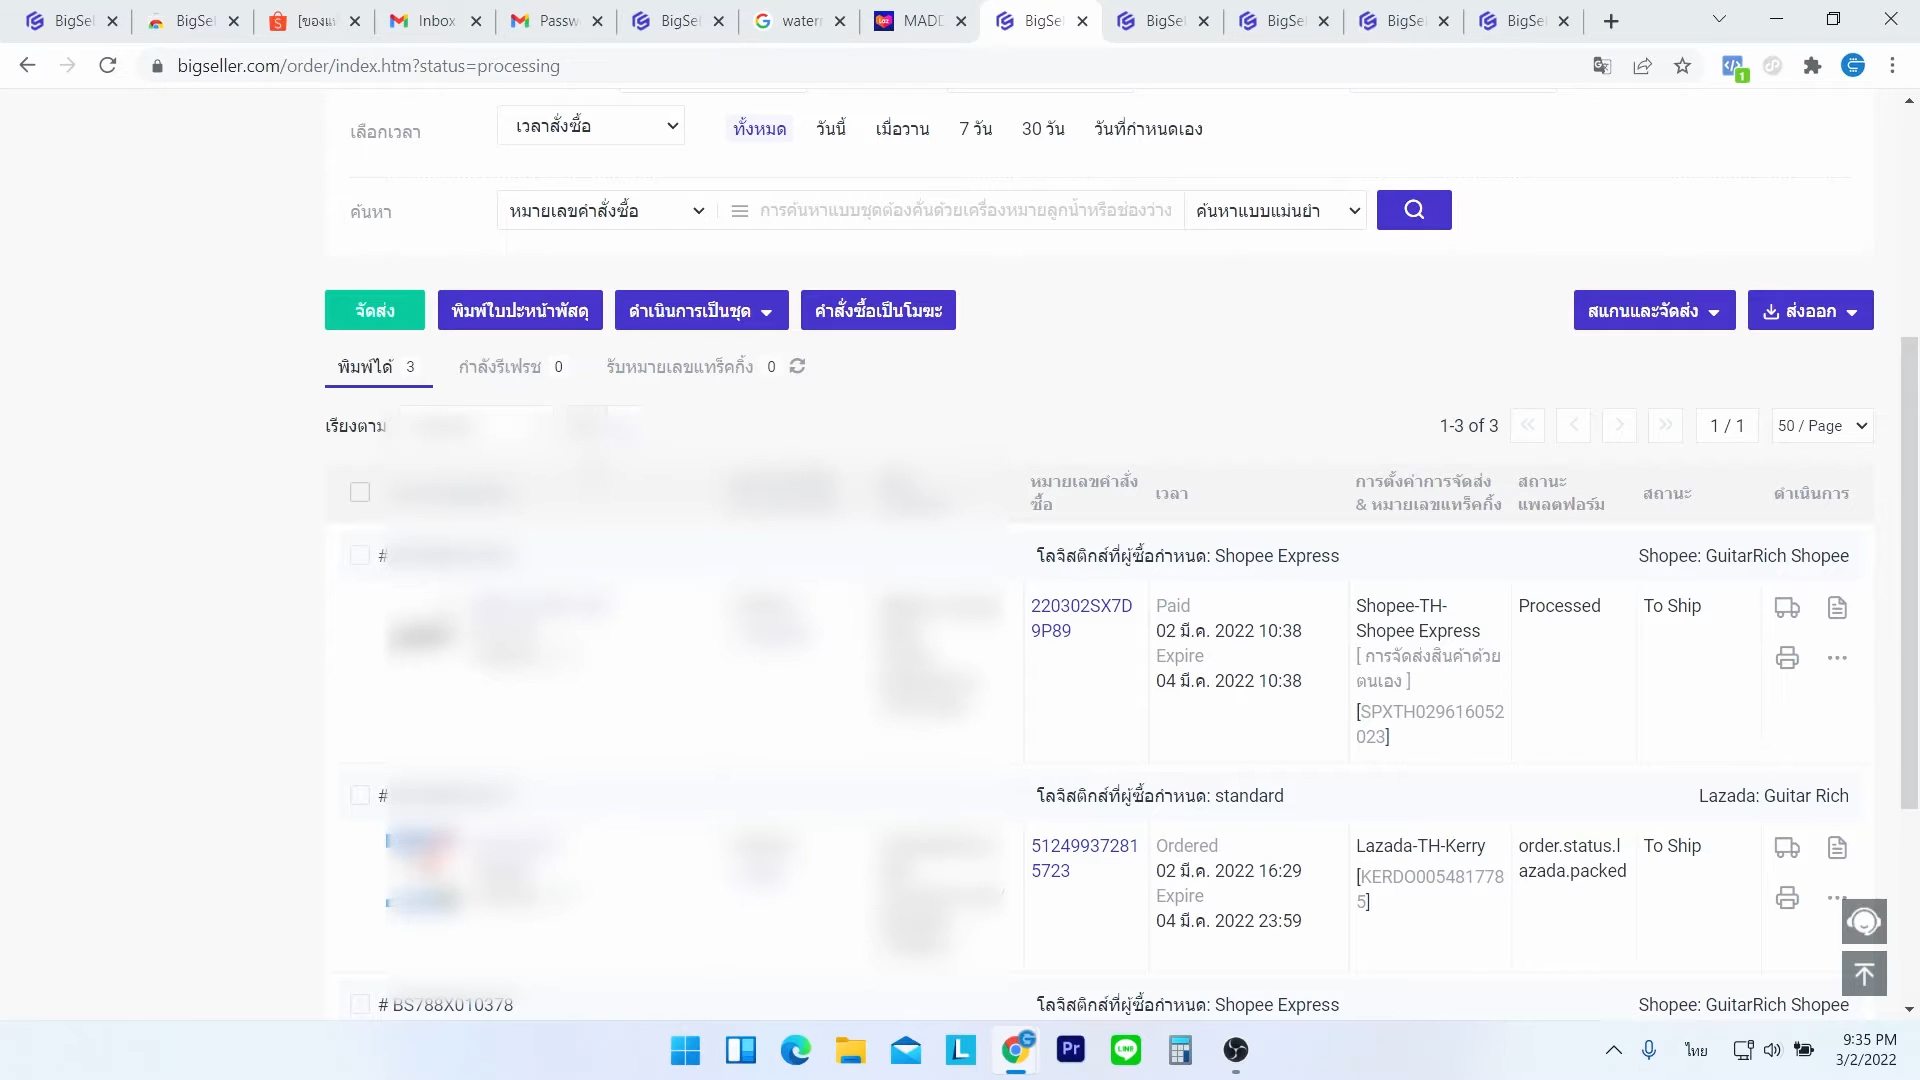 BigSel
BigSel
[ของแ
Inbox
Passw
BigSel
water
MADD
BigSel
BigSel
BigSel
BigSel
BigSel
bigseller.com/order/index.htm?status=processing
1
เลือกเวลา
เวลาสั่งซื้อ
ทั้งหมด วันนี้ เมื่อวาน 7 วัน 30 วัน วันที่กำหนดเอง
ค้นหา
หมายเลขคำสั่งซื้อ
การค้นหาแบบชุดต้องคั่นด้วยเครื่องหมายลูกน้ำหรือช่องว่าง
ค้นหาแบบแม่นยำ
จัดส่ง
พิมพ์ใบปะหน้าพัสดุ
ดำเนินการเป็นชุด
คำสั่งซื้อเป็นโมฆะ
สแกนและจัดส่ง
ส่งออก
พิมพ์ได้ 3
กำลังรีเฟรช 0
รับหมายเลขแทร็คกิ้ง 0
เรียงตาม
1-3 of 3
1 / 1
50 / Page
หมายเลขคำสั่ง
ซื้อ
เวลา
การตั้งค่าการจัดส่ง
& หมายเลขแทร็คกิ้ง
สถานะ
แพลตฟอร์ม
สถานะ
ดำเนินการ
#
โลจิสติกส์ที่ผู้ซื้อกำหนด: Shopee Express
Shopee: GuitarRich Shopee
220302SX7D
9P89
Paid
02 มี.ค. 2022 10:38
Expire
04 มี.ค. 2022 10:38
Shopee-TH-
Shopee Express
[ การจัดส่งสินค้าด้วย
ตนเอง ]
[SPXTH029616052
023]
Processed
To Ship
#
โลจิสติกส์ที่ผู้ซื้อกำหนด: standard
Lazada: Guitar Rich
51249937281
5723
Ordered
02 มี.ค. 2022 16:29
Expire
04 มี.ค. 2022 23:59
Lazada-TH-Kerry
[KERDO005481778
5]
order.status.l
azada.packed
To Ship
# BS788X010378
โลจิสติกส์ที่ผู้ซื้อกำหนด: Shopee Express
Shopee: GuitarRich Shopee
L
Pr
LINE
ไทย
9:35 PM
3/2/2022